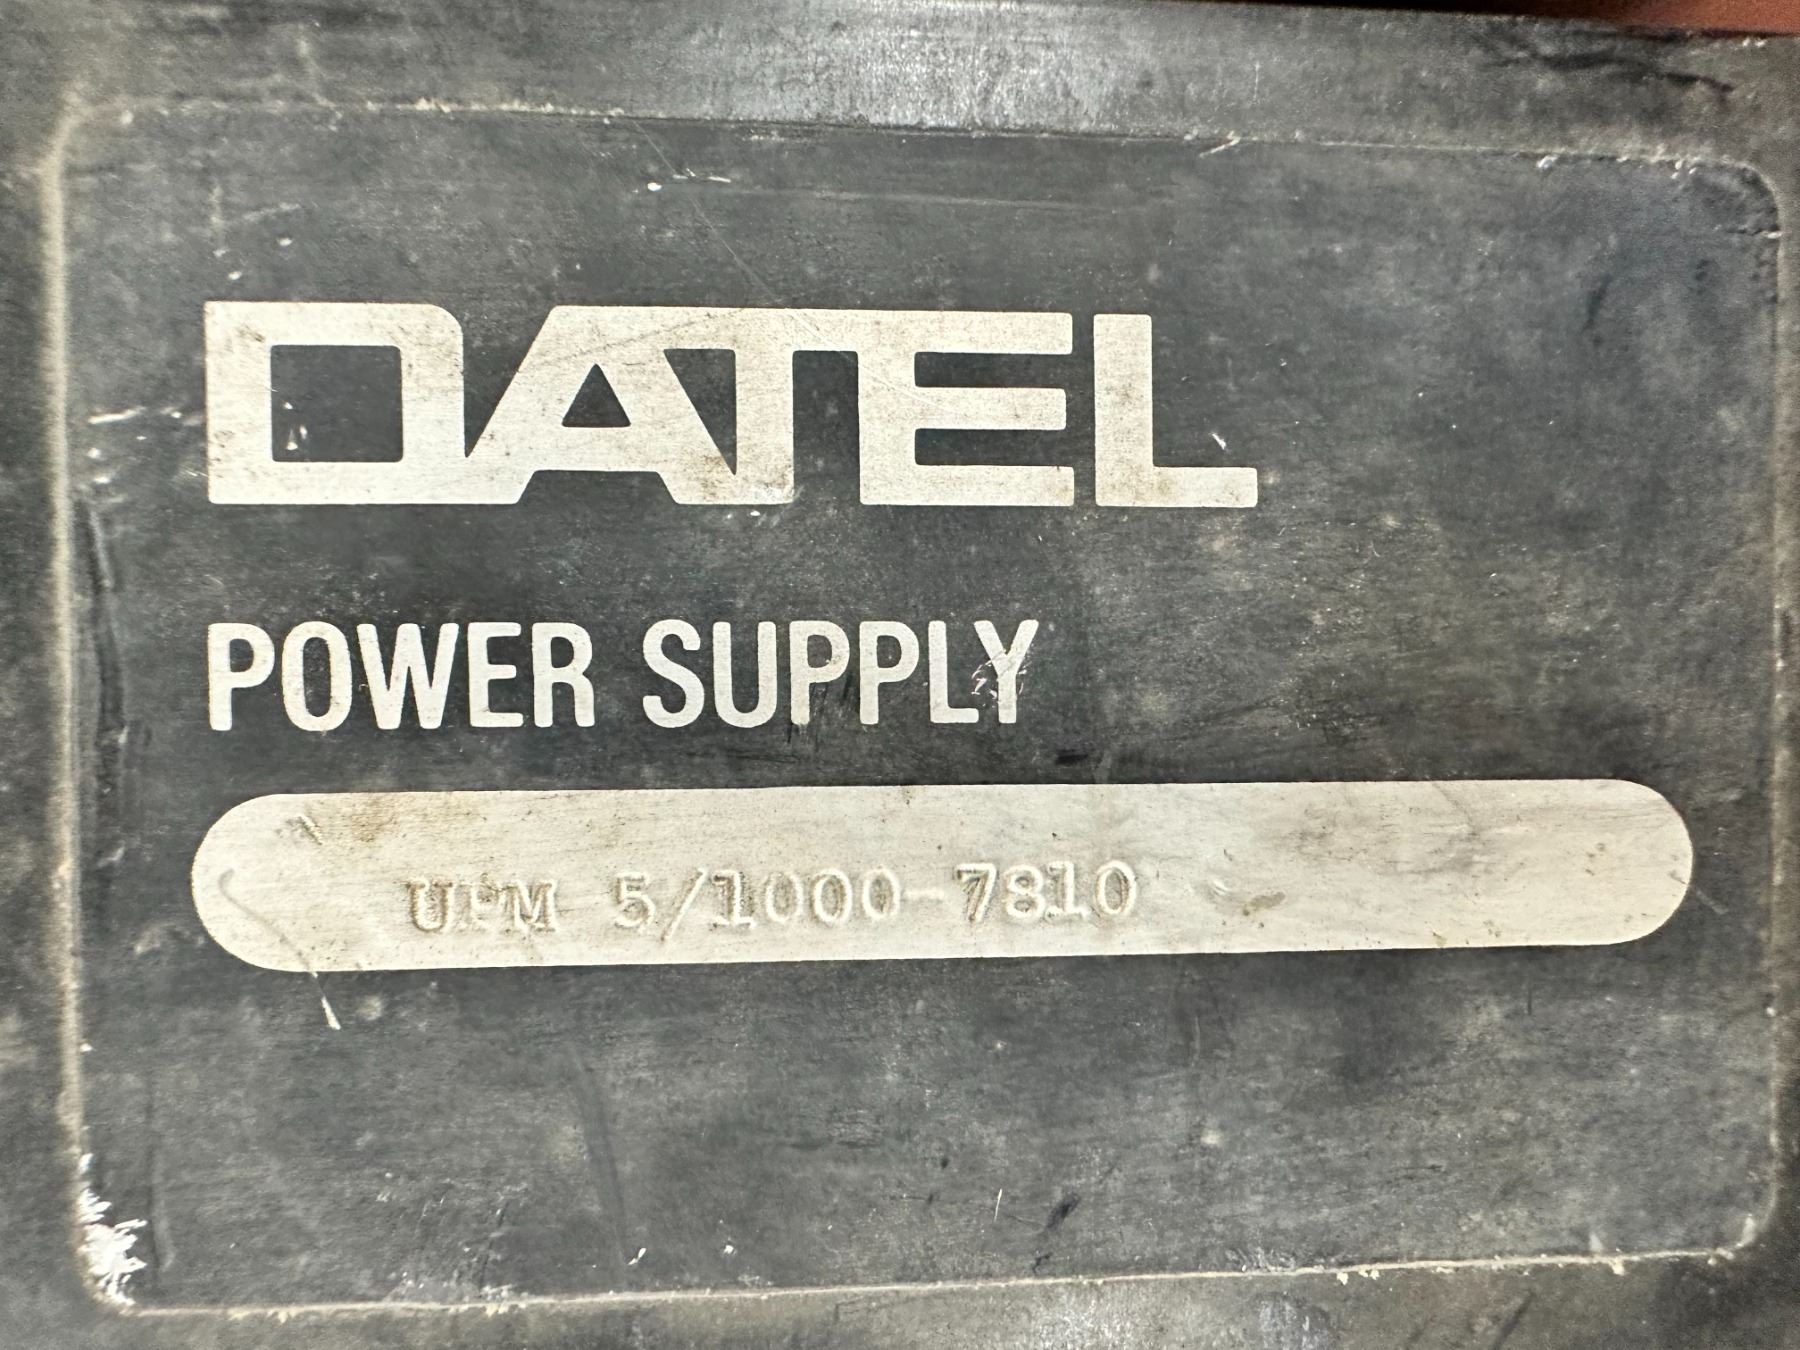 DATEL
POWER SUPPLY
UPM 5/1000-7810